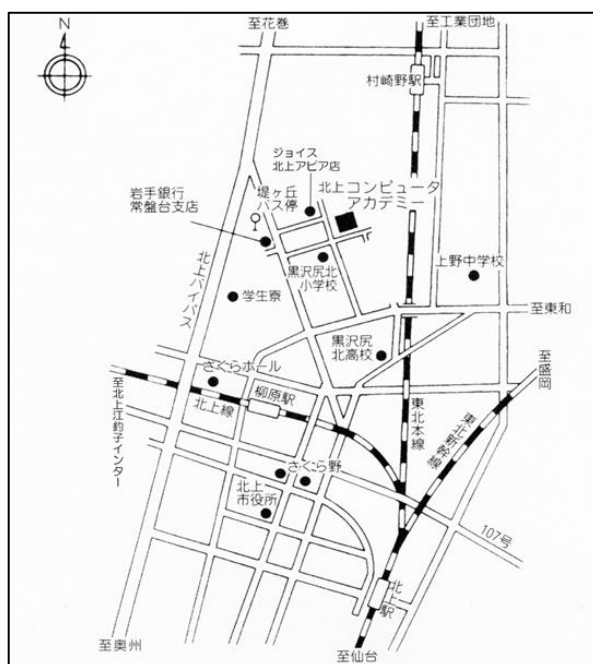 N
至花巻
至工業団地
村崎野駅
ジョイス
北上アピア店
北上コンピュータ
アカデミー
堤ヶ丘
バス停
岩手銀行
常盤台支店
上野中学校
黒沢尻北
小学校
北上バイパス
学生寮
至東和
黒沢尻
北高校
至盛岡
さくらホール
柳原駅
北上線
至北上江釣子インター
東北本線
東北新幹線
さくら野
北上
市役所
107号
北上駅
至奥州
至仙台